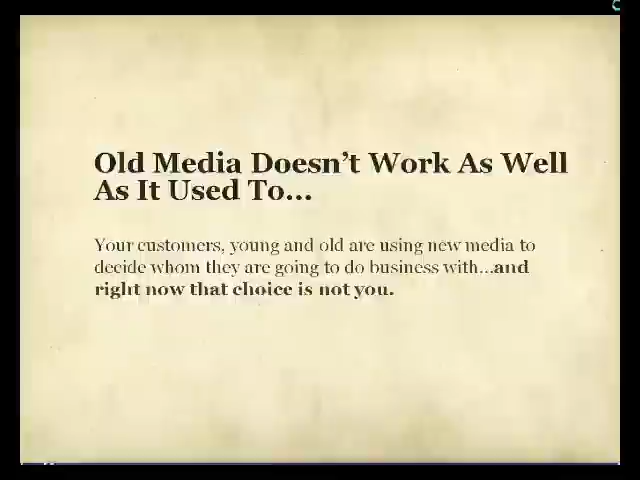 Old Media Doesn't Work As Well
As It Used To...
Your customers, young and old are using new media to
decide whom they are going to do business with...and
right now that choice is not you.